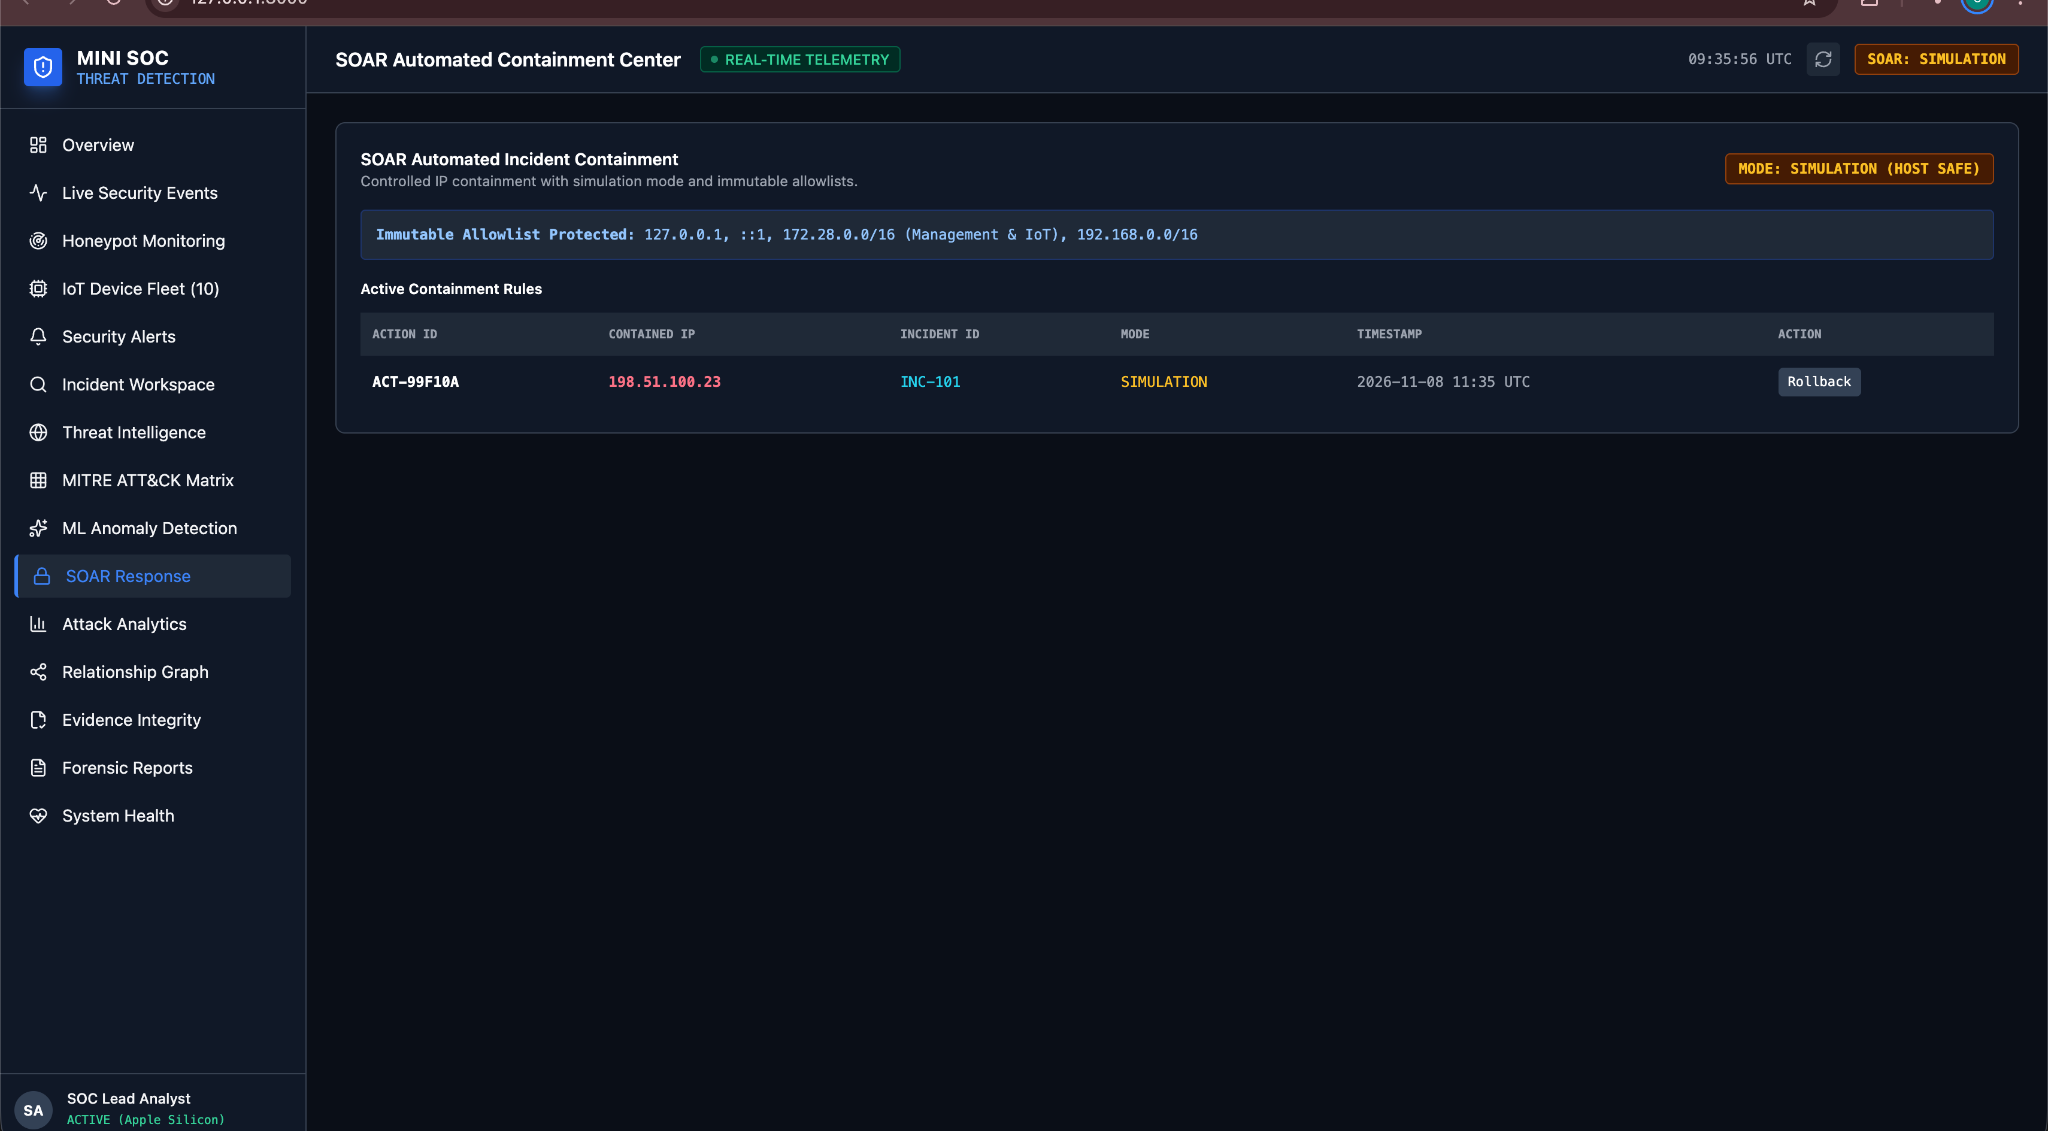 MINI SOC
THREAT DETECTION
Overview
Live Security Events
Honeypot Monitoring
IoT Device Fleet (10)
Security Alerts
Incident Workspace
Threat Intelligence
MITRE ATT&CK Matrix
ML Anomaly Detection
SOAR Response
Attack Analytics
Relationship Graph
Evidence Integrity
Forensic Reports
System Health
SA
SOC Lead Analyst
ACTIVE (Apple Silicon)
SOAR Automated Containment Center
REAL-TIME TELEMETRY
09:35:56 UTC
SOAR: SIMULATION
SOAR Automated Incident Containment
Controlled IP containment with simulation mode and immutable allowlists.
MODE: SIMULATION (HOST SAFE)
Immutable Allowlist Protected: 127.0.0.1, ::1, 172.28.0.0/16 (Management & IoT), 192.168.0.0/16
Active Containment Rules
ACTION ID CONTAINED IP INCIDENT ID MODE TIMESTAMP ACTION
ACT-99F10A 198.51.100.23 INC-101 SIMULATION 2026-11-08 11:35 UTC Rollback